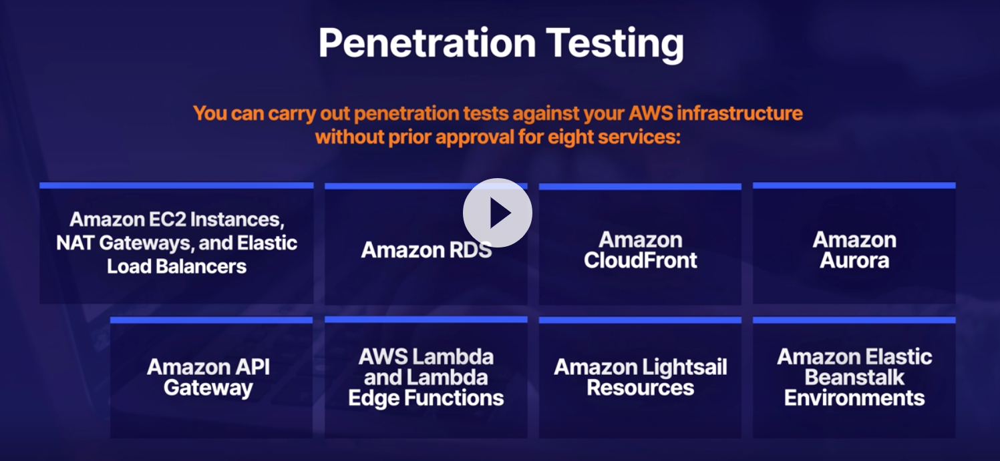 Penetration Testing
You can carry out penetration tests against your AWS infrastructure
without prior approval for eight services:
Amazon EC2 Instances,
NAT Gateways, and Elastic
Load Balancers
Amazon RDS
Amazon
CloudFront
Amazon
Aurora
Amazon API
Gateway
AWS Lambda
and Lambda
Edge Functions
Amazon Lightsail
Resources
Amazon Elastic
Beanstalk
Environments